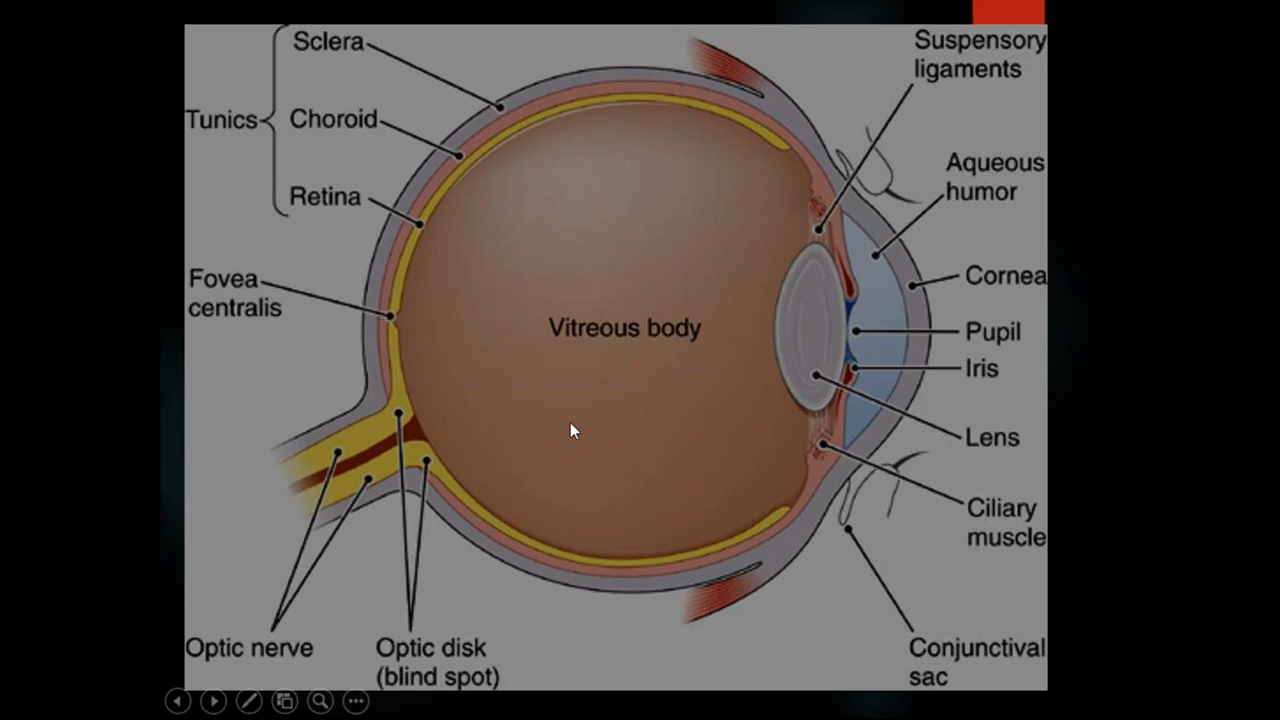 Tunics
Sclera
Choroid
Retina
Fovea
centralis
Optic nerve
Optic disk
(blind spot)
Vitreous body
Suspensory
ligaments
Aqueous
humor
Cornea
Pupil
Iris
Lens
Ciliary
muscle
Conjunctival
sac